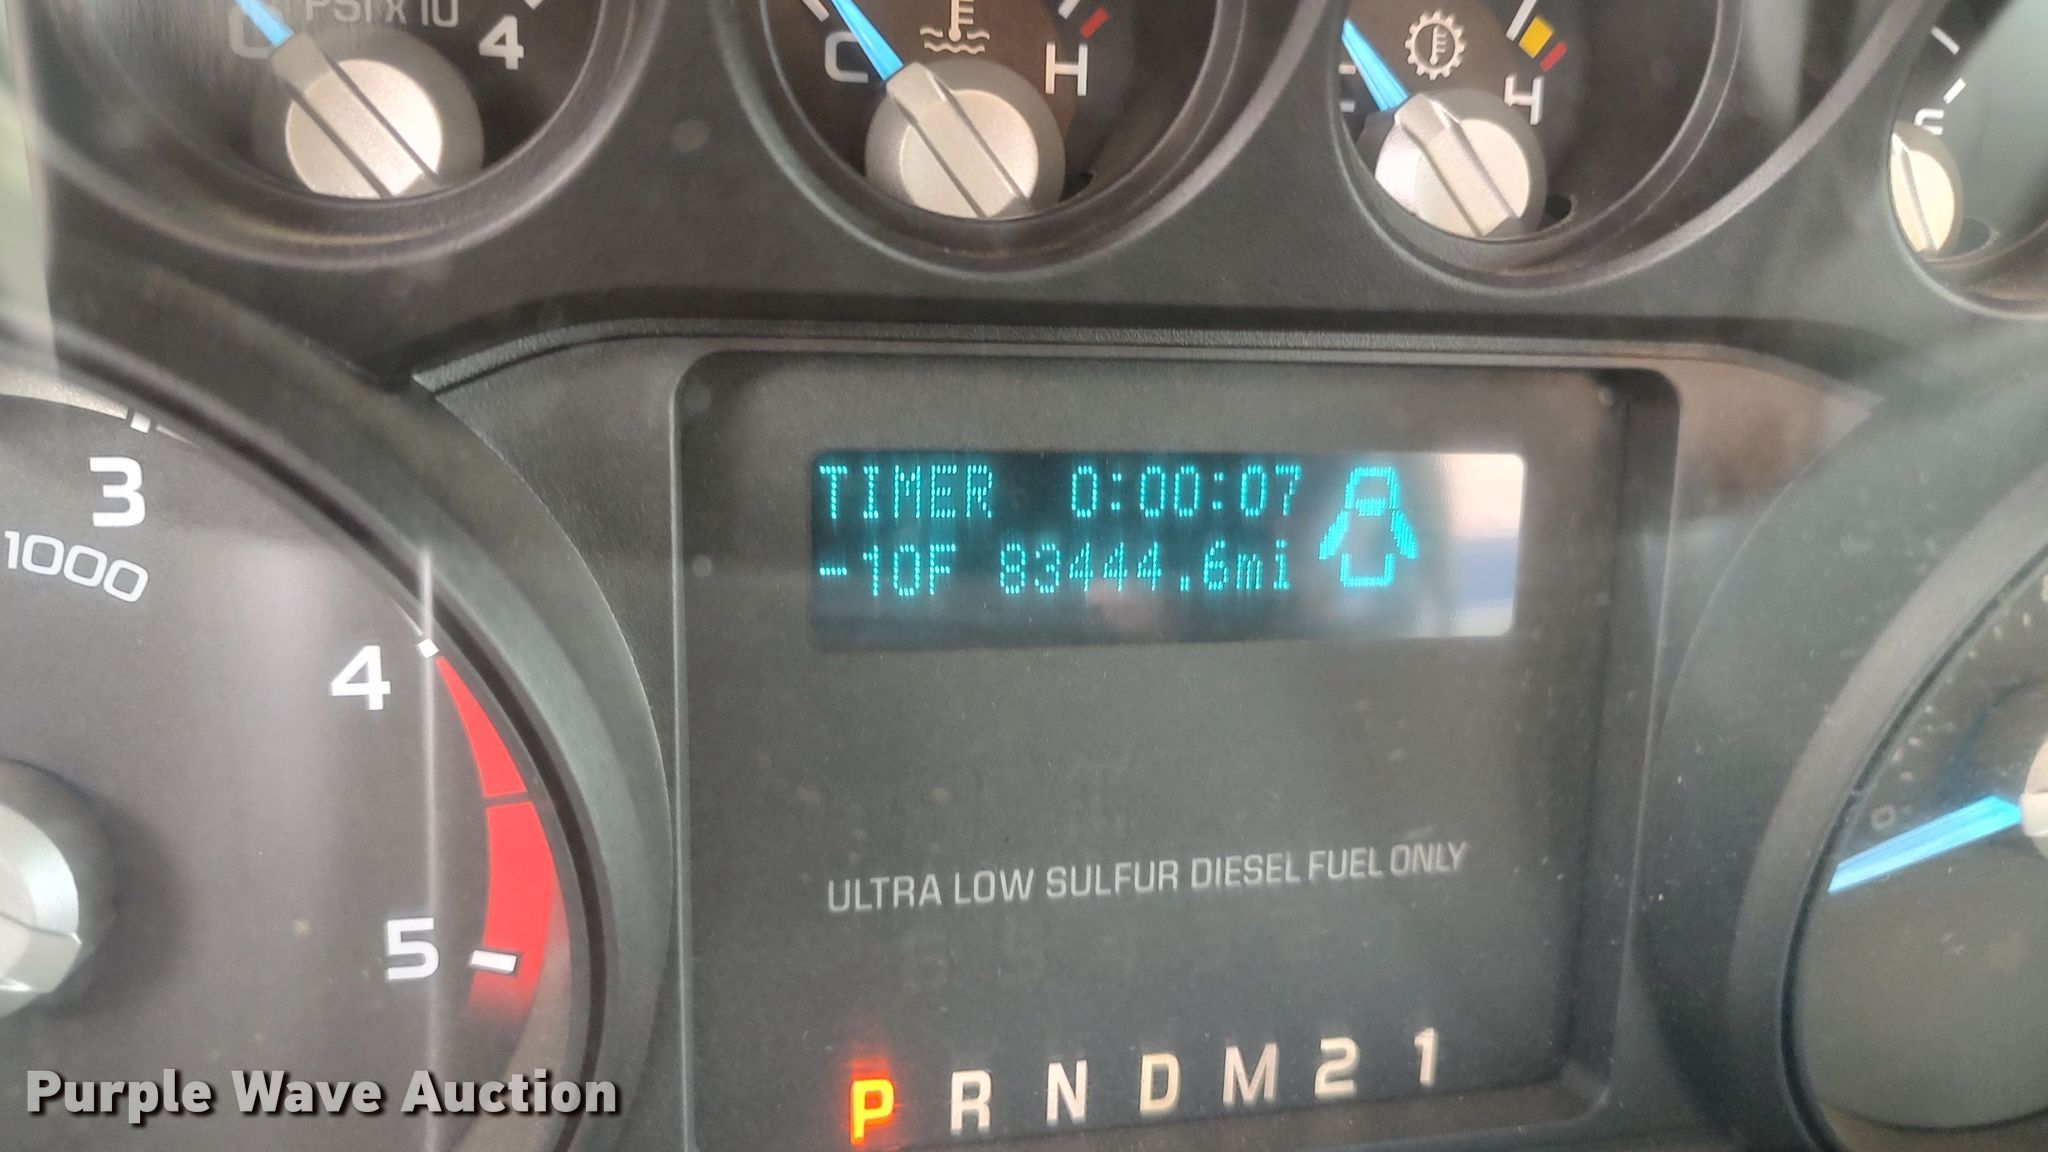 PSI x 10
C
4
C
H
H
3
1000
4
5
TIMER 0:00:07
-10F 83444.6mi
0
ULTRA LOW SULFUR DIESEL FUEL ONLY
P R N D M 2 1
Purple Wave Auction